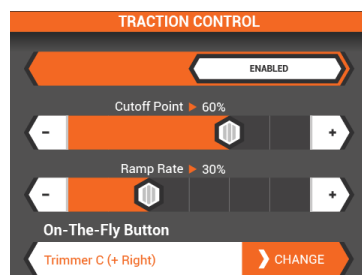 TRACTION CONTROL
ENABLED
Cutoff Point ▶ 60%
- +
Ramp Rate ▶ 30%
- +
On-The-Fly Button
Trimmer C (+ Right) ❯ CHANGE